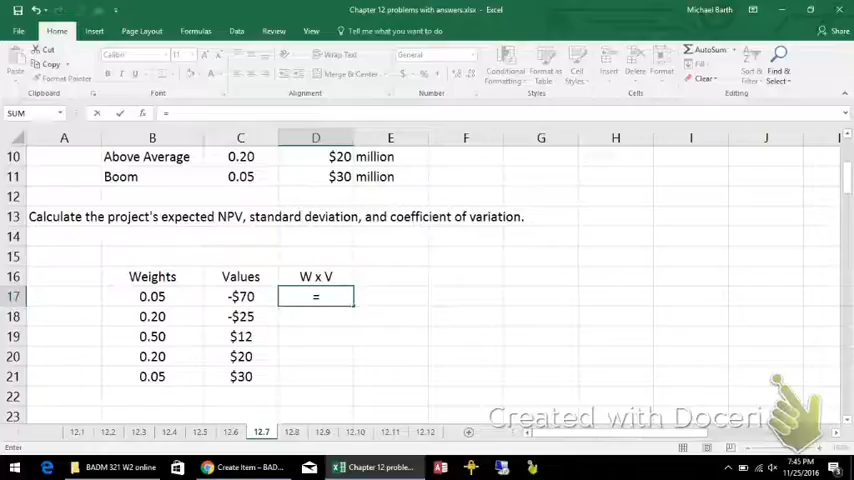 Chapter 12 problems with answers.xlsx - Excel
Michael Barth
File Home Insert Page Layout Formulas Data Review View Tell me what you want to do Share
Cut
Copy
Format Painter
Paste
Calibri 11
Wrap Text
Merge & Center
General
Conditional Formatting
Format as Table
Cell Styles
Insert Delete Format
AutoSum
Fill
Clear
Sort & Filter
Find & Select
Clipboard Font Alignment Number Styles Cells Editing
SUM =
A B C D E F G H I J
10 Above Average 0.20 $20 million
11 Boom 0.05 $30 million
12
13 Calculate the project's expected NPV, standard deviation, and coefficient of variation.
14
15
16 Weights Values W x V
17 0.05 -$70 =
18 0.20 -$25
19 0.50 $12
20 0.20 $20
21 0.05 $30
22
23
Created with Doceri
12.1 12.2 12.3 12.4 12.5 12.6 12.7 12.8 12.9 12.10 12.11 12.12
Enter
BADM 321 W2 online
Create Item – BAD...
Chapter 12 proble...
7:45 PM
11/25/2016